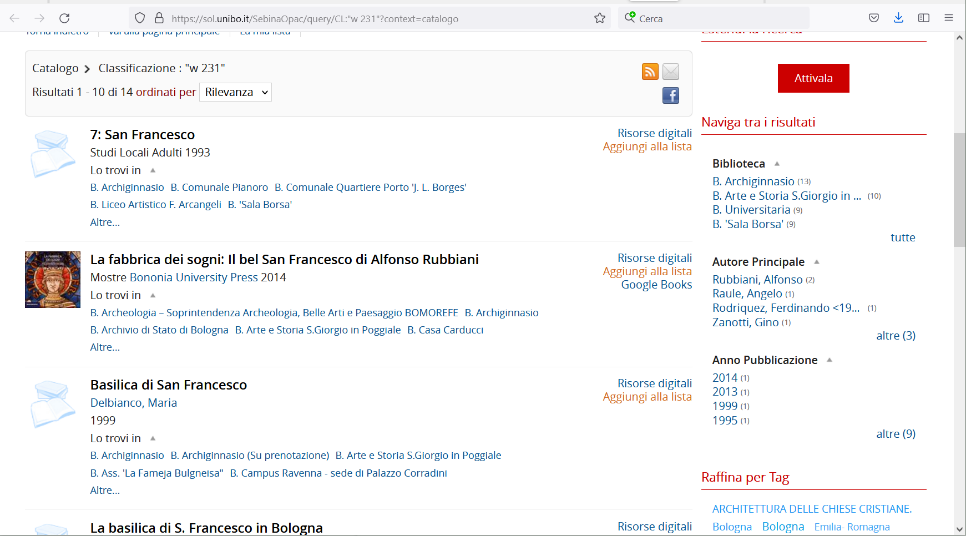 https://sol.unibo.it/SebinaOpac/query/CL:"w 231"?context=catalogo
Cerca
Torna indietro Vai alla pagina principale La mia lista
Catalogo Classificazione : "w 231"
Risultati 1 - 10 di 14 ordinati per Rilevanza
7: San Francesco
Studi Locali Adulti 1993
Lo trovi in
B. Archiginnasio B. Comunale Pianoro B. Comunale Quartiere Porto 'J. L. Borges'
B. Liceo Artistico F. Arcangeli B. 'Sala Borsa'
Altre...
Risorse digitali
Aggiungi alla lista
La fabbrica dei sogni: Il bel San Francesco di Alfonso Rubbiani
Mostre Bononia University Press 2014
Lo trovi in
B. Archeologia – Soprintendenza Archeologia, Belle Arti e Paesaggio BOMOREFE B. Archiginnasio
B. Archivio di Stato di Bologna B. Arte e Storia S.Giorgio in Poggiale B. Casa Carducci
Altre...
Risorse digitali
Aggiungi alla lista
Google Books
Basilica di San Francesco
Delbianco, Maria
1999
Lo trovi in
B. Archiginnasio B. Archiginnasio (Su prenotazione) B. Arte e Storia S.Giorgio in Poggiale
B. Ass. "La Fameja Bulgneisa" B. Campus Ravenna - sede di Palazzo Corradini
Altre...
Risorse digitali
Aggiungi alla lista
La basilica di S. Francesco in Bologna
Risorse digitali
Attivala
Naviga tra i risultati
Biblioteca
B. Archiginnasio (13)
B. Arte e Storia S.Giorgio in ... (10)
B. Universitaria (9)
B. 'Sala Borsa' (9)
tutte
Autore Principale
Rubbiani, Alfonso (2)
Raule, Angelo (1)
Rodriquez, Ferdinando <19... (1)
Zanotti, Gino (1)
altre (3)
Anno Pubblicazione
2014 (1)
2013 (1)
1999 (1)
1995 (1)
altre (9)
Raffina per Tag
ARCHITETTURA DELLE CHIESE CRISTIANE.
Bologna Bologna Emilia- Romagna